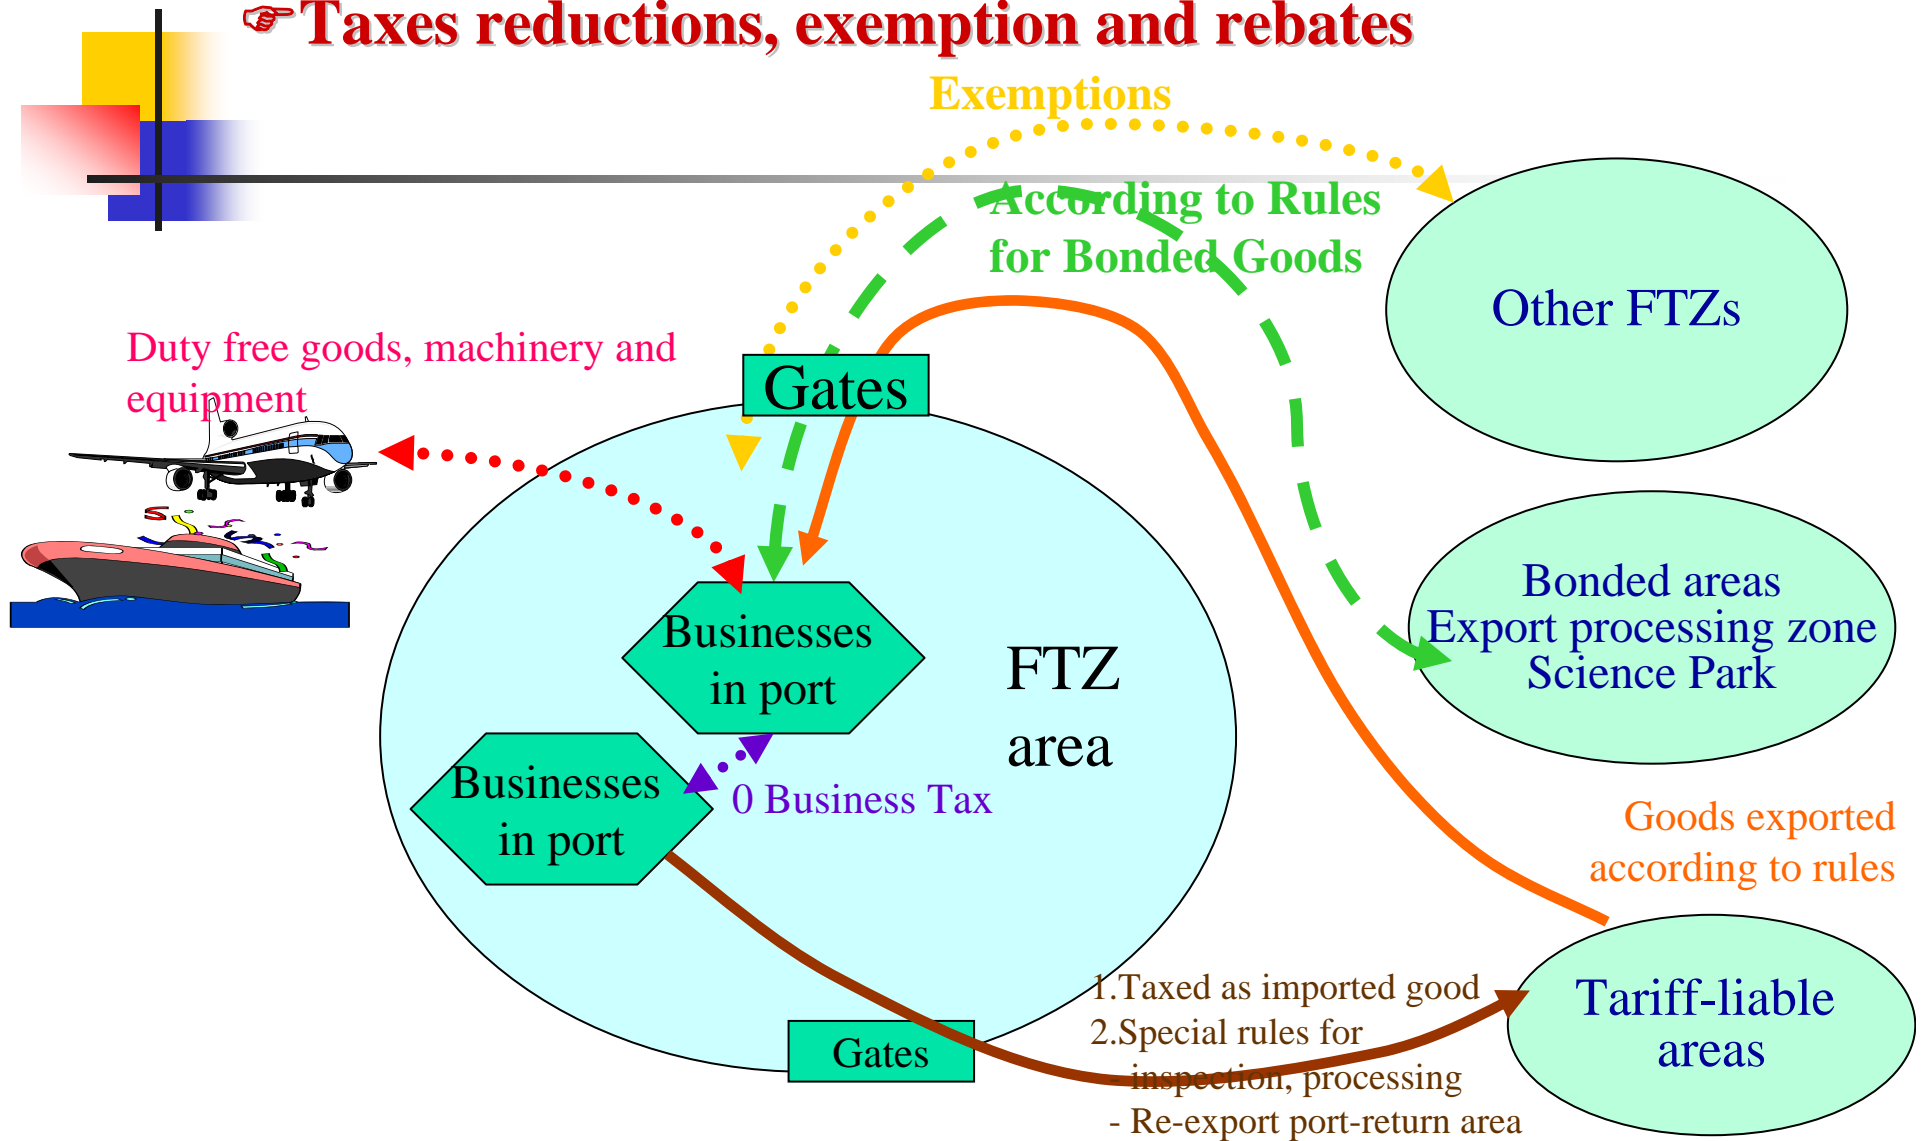 ☞Taxes reductions, exemption and rebates
Exemptions
According to Rules
for Bonded Goods
Other FTZs
Duty free goods, machinery and
equipment
Gates
Bonded areas
Export processing zone
Science Park
Businesses
in port
FTZ
area
Businesses
in port
0 Business Tax
Goods exported
according to rules
1.Taxed as imported good
2.Special rules for
- inspection, processing
- Re-export port-return area
Tariff-liable
areas
Gates